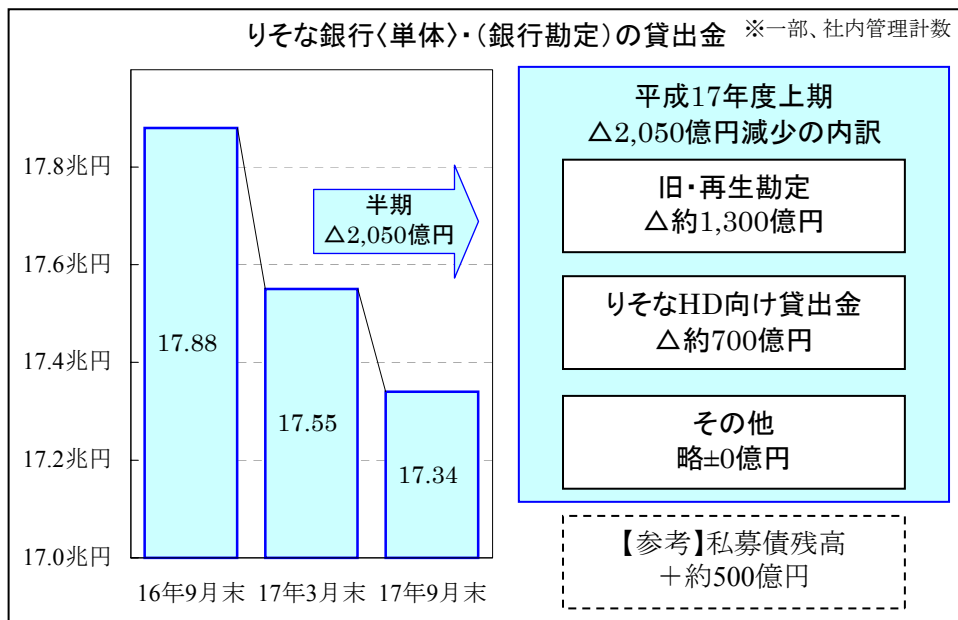 りそな銀行〈単体〉・（銀行勘定）の貸出金 ※一部、社内管理計数
17.8兆円
17.6兆円
17.4兆円
17.2兆円
17.0兆円
17.88
17.55
17.34
16年9月末 17年3月末 17年9月末
半期
△2,050億円
平成17年度上期
△2,050億円減少の内訳
旧・再生勘定
△約1,300億円
りそなHD向け貸出金
△約700億円
その他
略±0億円
【参考】私募債残高
＋約500億円